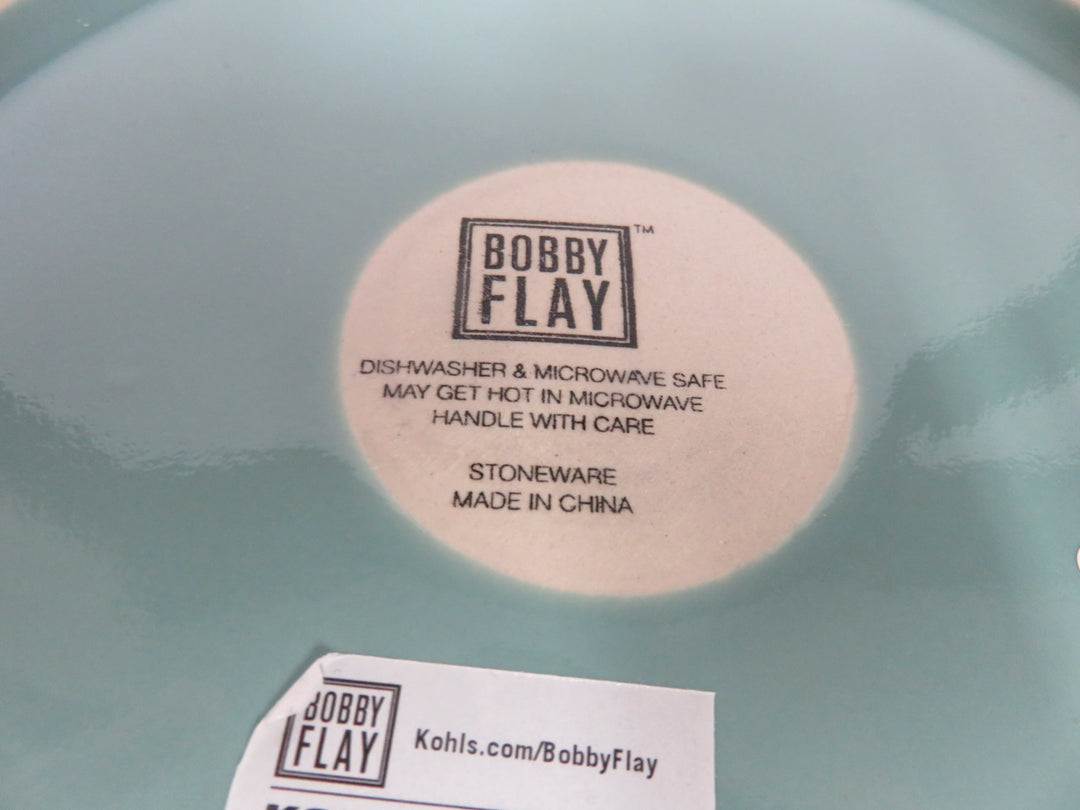 BOBBY
FLAY™
DISHWASHER & MICROWAVE SAFE
MAY GET HOT IN MICROWAVE
HANDLE WITH CARE
STONEWARE
MADE IN CHINA
BOBBY
FLAY
Kohls.com/BobbyFlay